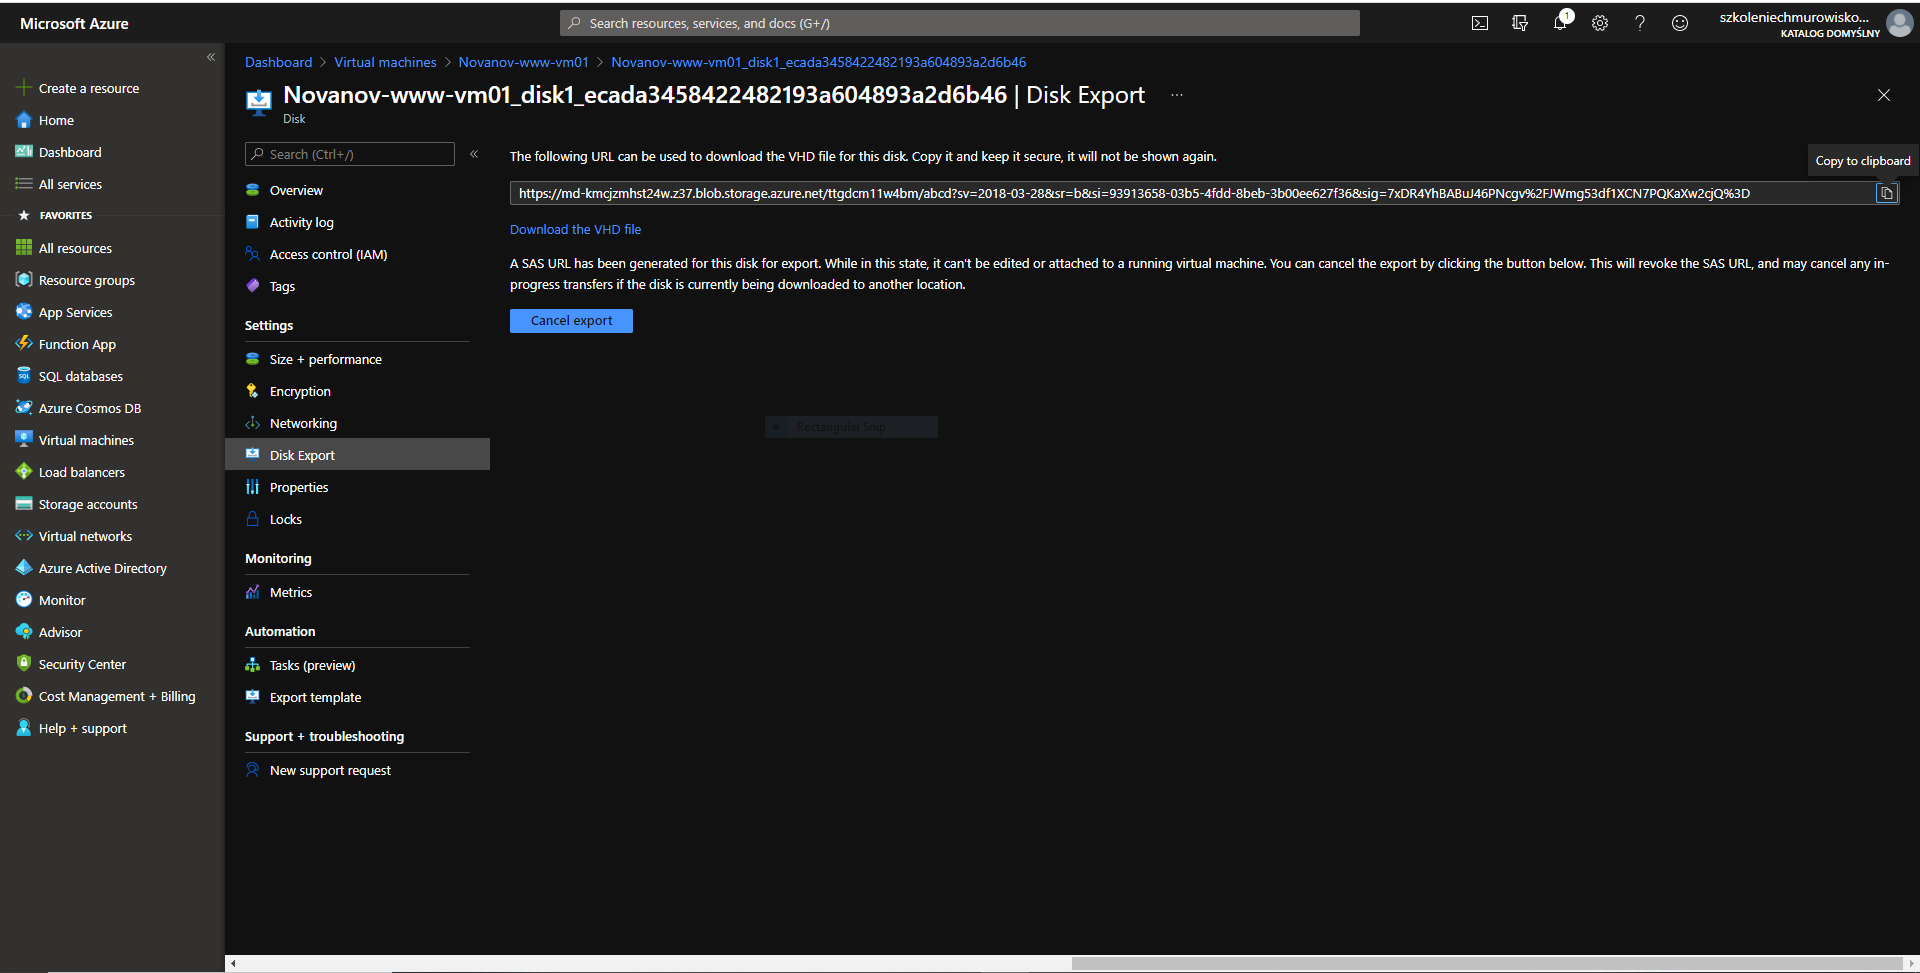 Microsoft Azure
Search resources, services, and docs (G+/)
1
szkoleniechmurowisko...
KATALOG DOMYŚLNY
«
Create a resource
Home
Dashboard
All services
FAVORITES
All resources
Resource groups
App Services
Function App
SQL databases
Azure Cosmos DB
Virtual machines
Load balancers
Storage accounts
Virtual networks
Azure Active Directory
Monitor
Advisor
Security Center
Cost Management + Billing
Help + support
Dashboard > Virtual machines > Novanov-www-vm01 > Novanov-www-vm01_disk1_ecada3458422482193a604893a2d6b46
Novanov-www-vm01_disk1_ecada3458422482193a604893a2d6b46 | Disk Export ...
Disk
Search (Ctrl+/)
«
Overview
Activity log
Access control (IAM)
Tags
Settings
Size + performance
Encryption
Networking
Disk Export
Properties
Locks
Monitoring
Metrics
Automation
Tasks (preview)
Export template
Support + troubleshooting
New support request
The following URL can be used to download the VHD file for this disk. Copy it and keep it secure, it will not be shown again.
Copy to clipboard
https://md-kmcjzmhst24w.z37.blob.storage.azure.net/ttgdcm11w4bm/abcd?sv=2018-03-28&sr=b&si=93913658-03b5-4fdd-8beb-3b00ee627f36&sig=7xDR4YhBABuJ46PNcgv%2FJWmg53df1XCN7PQKaXw2cjQ%3D
Download the VHD file
A SAS URL has been generated for this disk for export. While in this state, it can't be edited or attached to a running virtual machine. You can cancel the export by clicking the button below. This will revoke the SAS URL, and may cancel any in-
progress transfers if the disk is currently being downloaded to another location.
Cancel export
Rectangular Snip